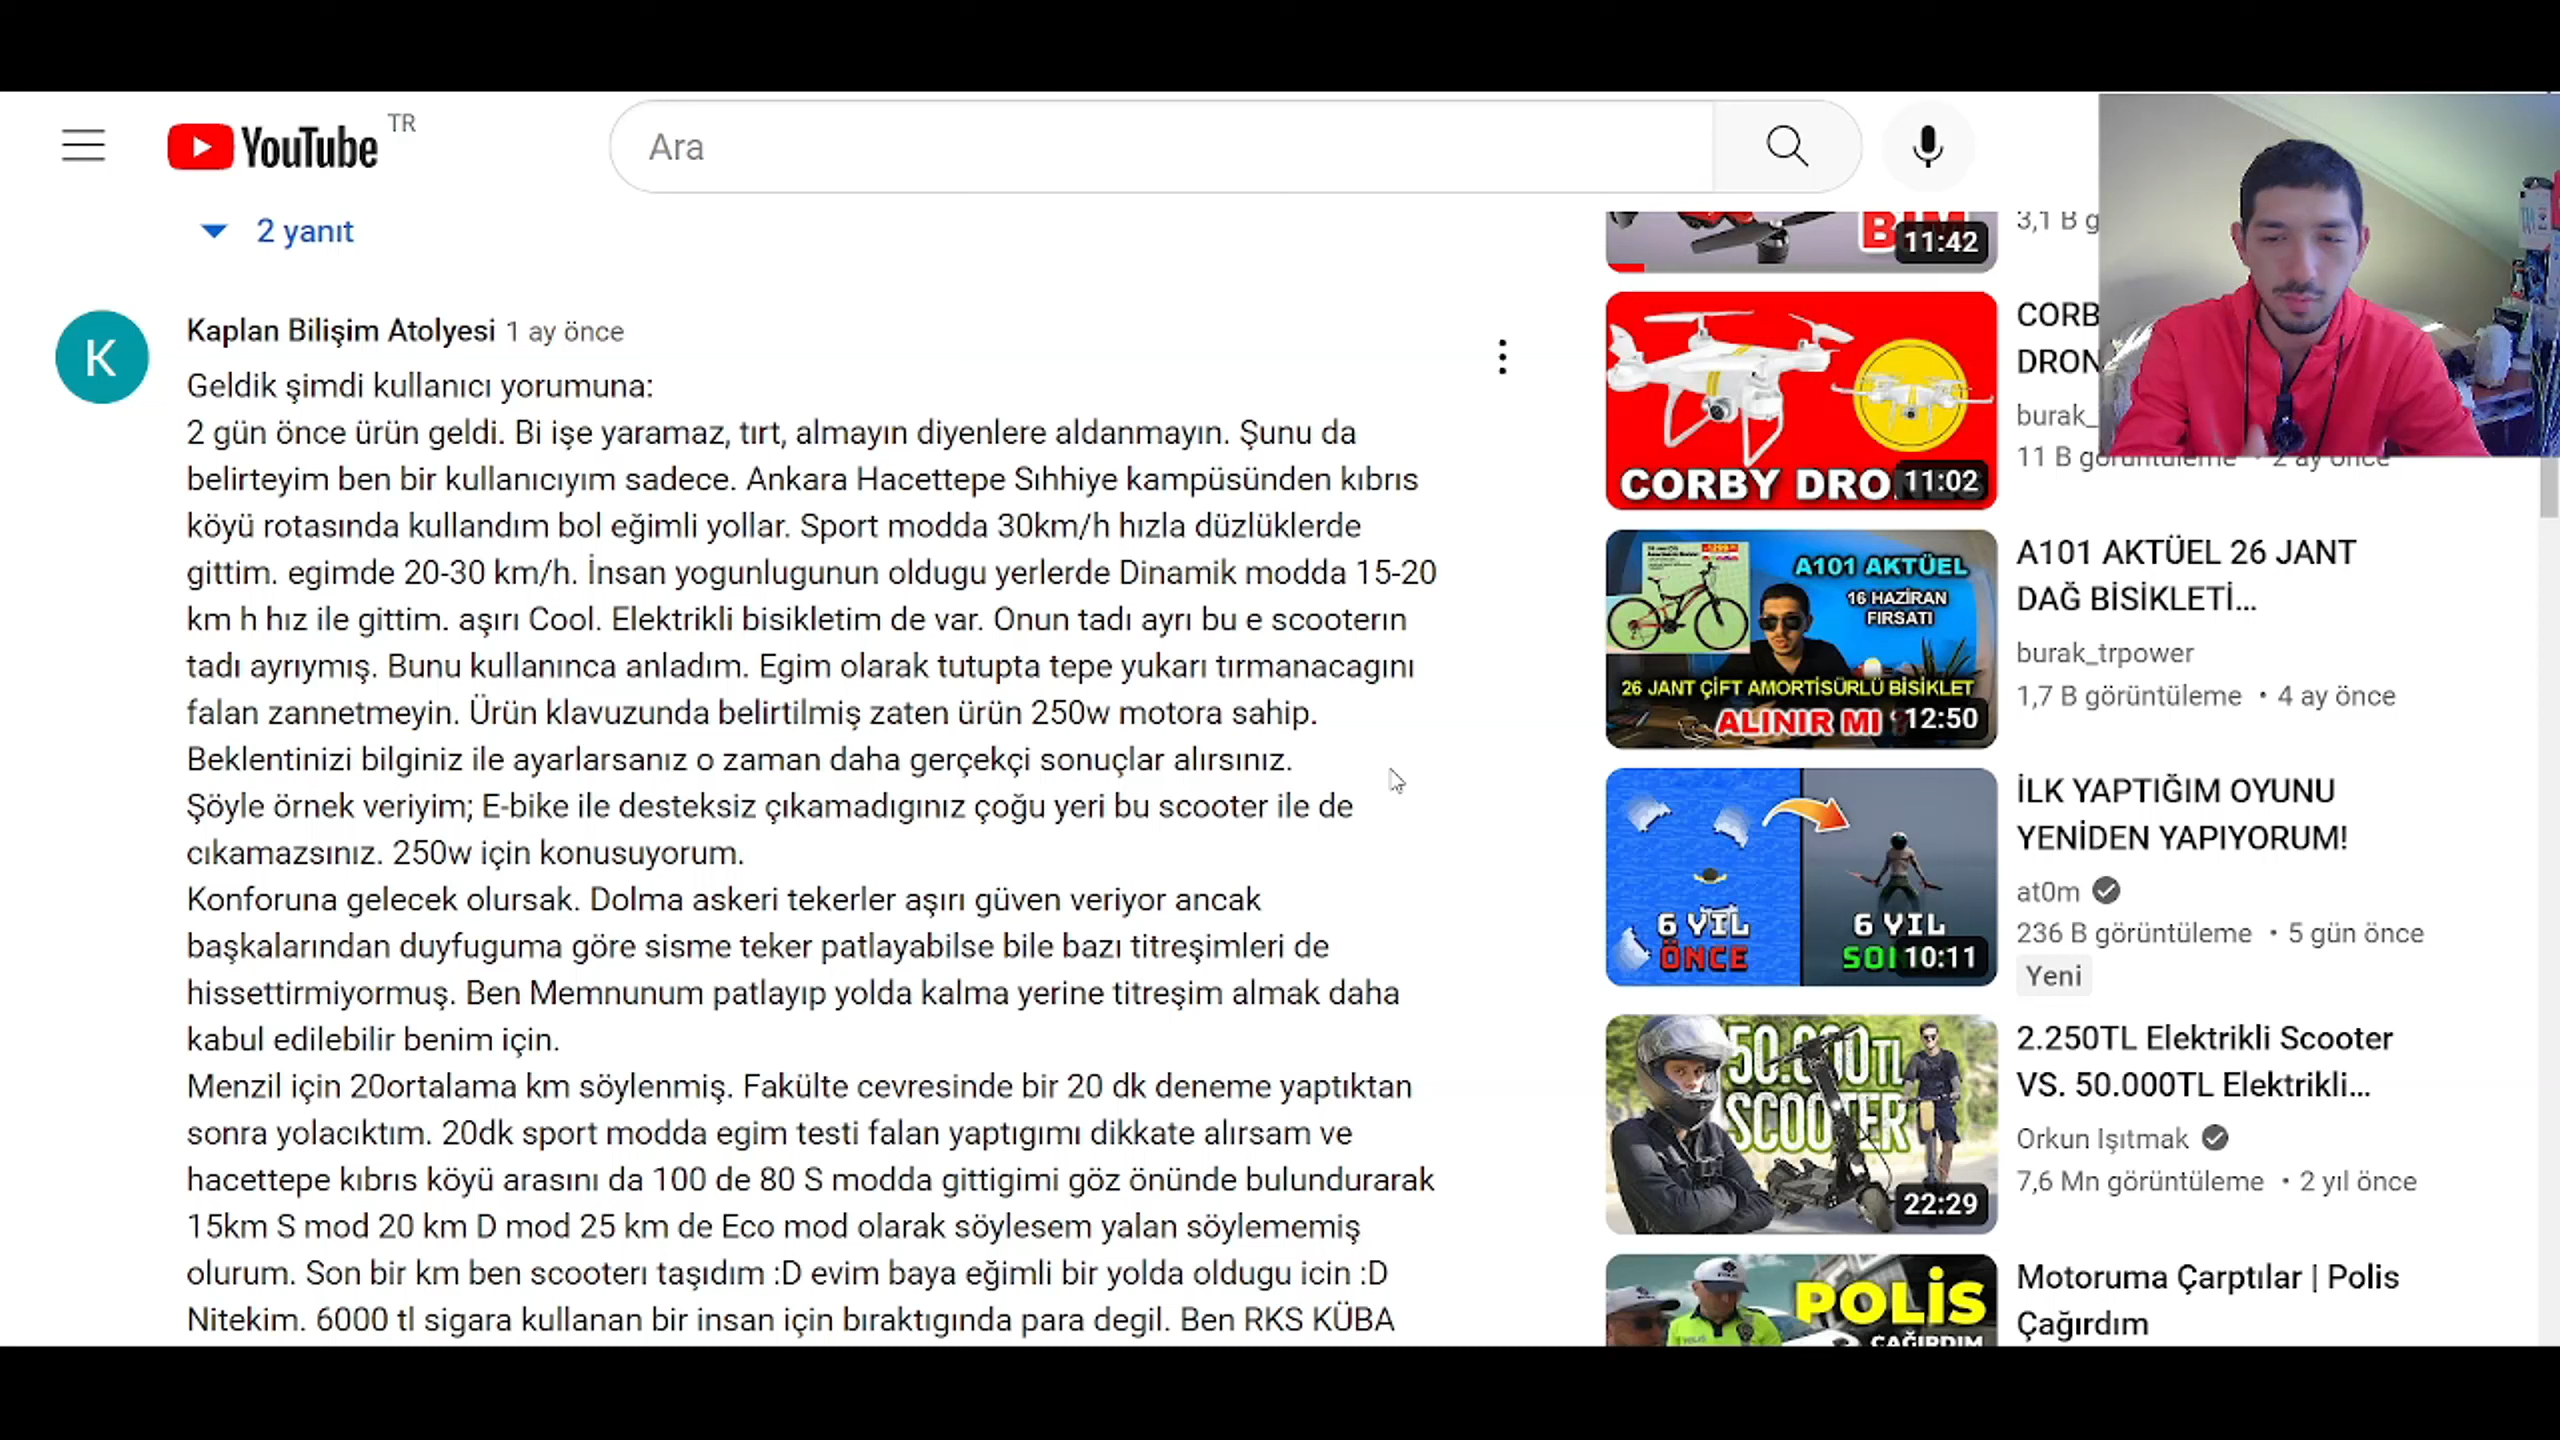 YouTube TR
Ara
2 yanıt
Kaplan Bilişim Atolyesi 1 ay önce
K
Geldik şimdi kullanıcı yorumuna:
2 gün önce ürün geldi. Bi işe yaramaz, tırt, almayın diyenlere aldanmayın. Şunu da
belirteyim ben bir kullanıcıyım sadece. Ankara Hacettepe Sıhhiye kampüsünden kıbrıs
köyü rotasında kullandım bol eğimli yollar. Sport modda 30km/h hızla düzlüklerde
gittim. egimde 20-30 km/h. İnsan yogunlugunun oldugu yerlerde Dinamik modda 15-20
km h hız ile gittim. aşırı Cool. Elektrikli bisikletim de var. Onun tadı ayrı bu e scooterın
tadı ayrıymış. Bunu kullanınca anladım. Egim olarak tutupta tepe yukarı tırmanacagını
falan zannetmeyin. Ürün klavuzunda belirtilmiş zaten ürün 250w motora sahip.
Beklentinizi bilginiz ile ayarlarsanız o zaman daha gerçekçi sonuçlar alırsınız.
Şöyle örnek veriyim; E-bike ile desteksiz çıkamadıgınız çoğu yeri bu scooter ile de
cıkamazsınız. 250w için konusuyorum.
Konforuna gelecek olursak. Dolma askeri tekerler aşırı güven veriyor ancak
başkalarından duyfuguma göre sisme teker patlayabilse bile bazı titreşimleri de
hissettirmiyormuş. Ben Memnunum patlayıp yolda kalma yerine titreşim almak daha
kabul edilebilir benim için.
Menzil için 20ortalama km söylenmiş. Fakülte cevresinde bir 20 dk deneme yaptıktan
sonra yolacıktım. 20dk sport modda egim testi falan yaptıgımı dikkate alırsam ve
hacettepe kıbrıs köyü arasını da 100 de 80 S modda gittigimi göz önünde bulundurarak
15km S mod 20 km D mod 25 km de Eco mod olarak söylesem yalan söylememiş
olurum. Son bir km ben scooterı taşıdım :D evim baya eğimli bir yolda oldugu icin :D
Nitekim. 6000 tl sigara kullanan bir insan için bıraktıgında para degil. Ben RKS KÜBA
BİM
11:42
3,1 B g
CORBY DRO
11:02
CORB
DRON
burak_
11 B görüntüleme • 2 ay önce
A101 AKTÜEL
16 HAZİRAN
FIRSATI
26 JANT ÇİFT AMORTİSÜRLÜ BİSİKLET
ALINIR MI
12:50
A101 AKTÜEL 26 JANT
DAĞ BİSİKLETİ...
burak_trpower
1,7 B görüntüleme • 4 ay önce
6 YIL
ÖNCE
6 YIL
SON
10:11
İLK YAPTIĞIM OYUNU
YENİDEN YAPIYORUM!
at0m
236 B görüntüleme • 5 gün önce
Yeni
50.000TL
SCOOTER
22:29
2.250TL Elektrikli Scooter
VS. 50.000TL Elektrikli...
Orkun Işıtmak
7,6 Mn görüntüleme • 2 yıl önce
POLİS
ÇAĞIRDIM
Motoruma Çarptılar | Polis
Çağırdım